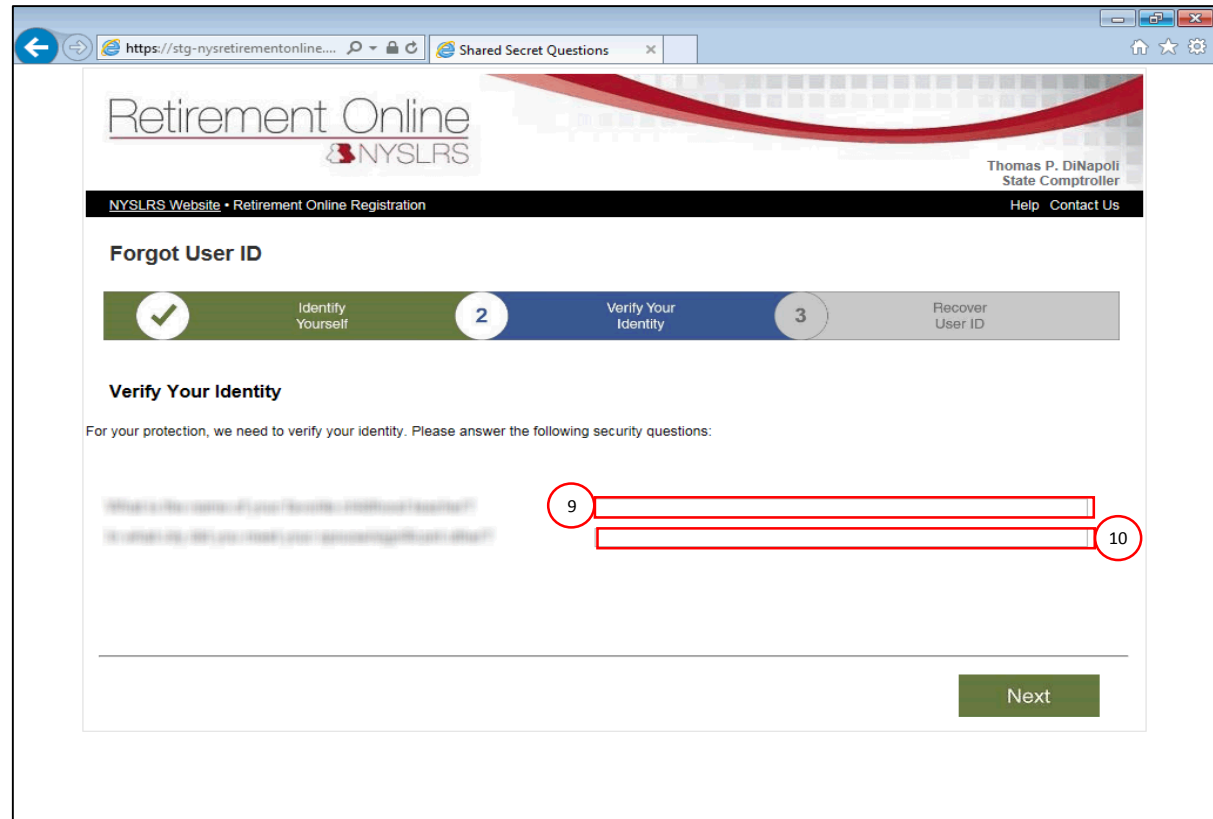 https://stg-nysretirementonline....
Shared Secret Questions
Retirement Online
NYSLRS
Thomas P. DiNapoli
State Comptroller
NYSLRS Website • Retirement Online Registration
Help Contact Us
Forgot User ID
Identify
Yourself
2
Verify Your
Identity
3
Recover
User ID
Verify Your Identity
For your protection, we need to verify your identity. Please answer the following security questions:
9
10
Next